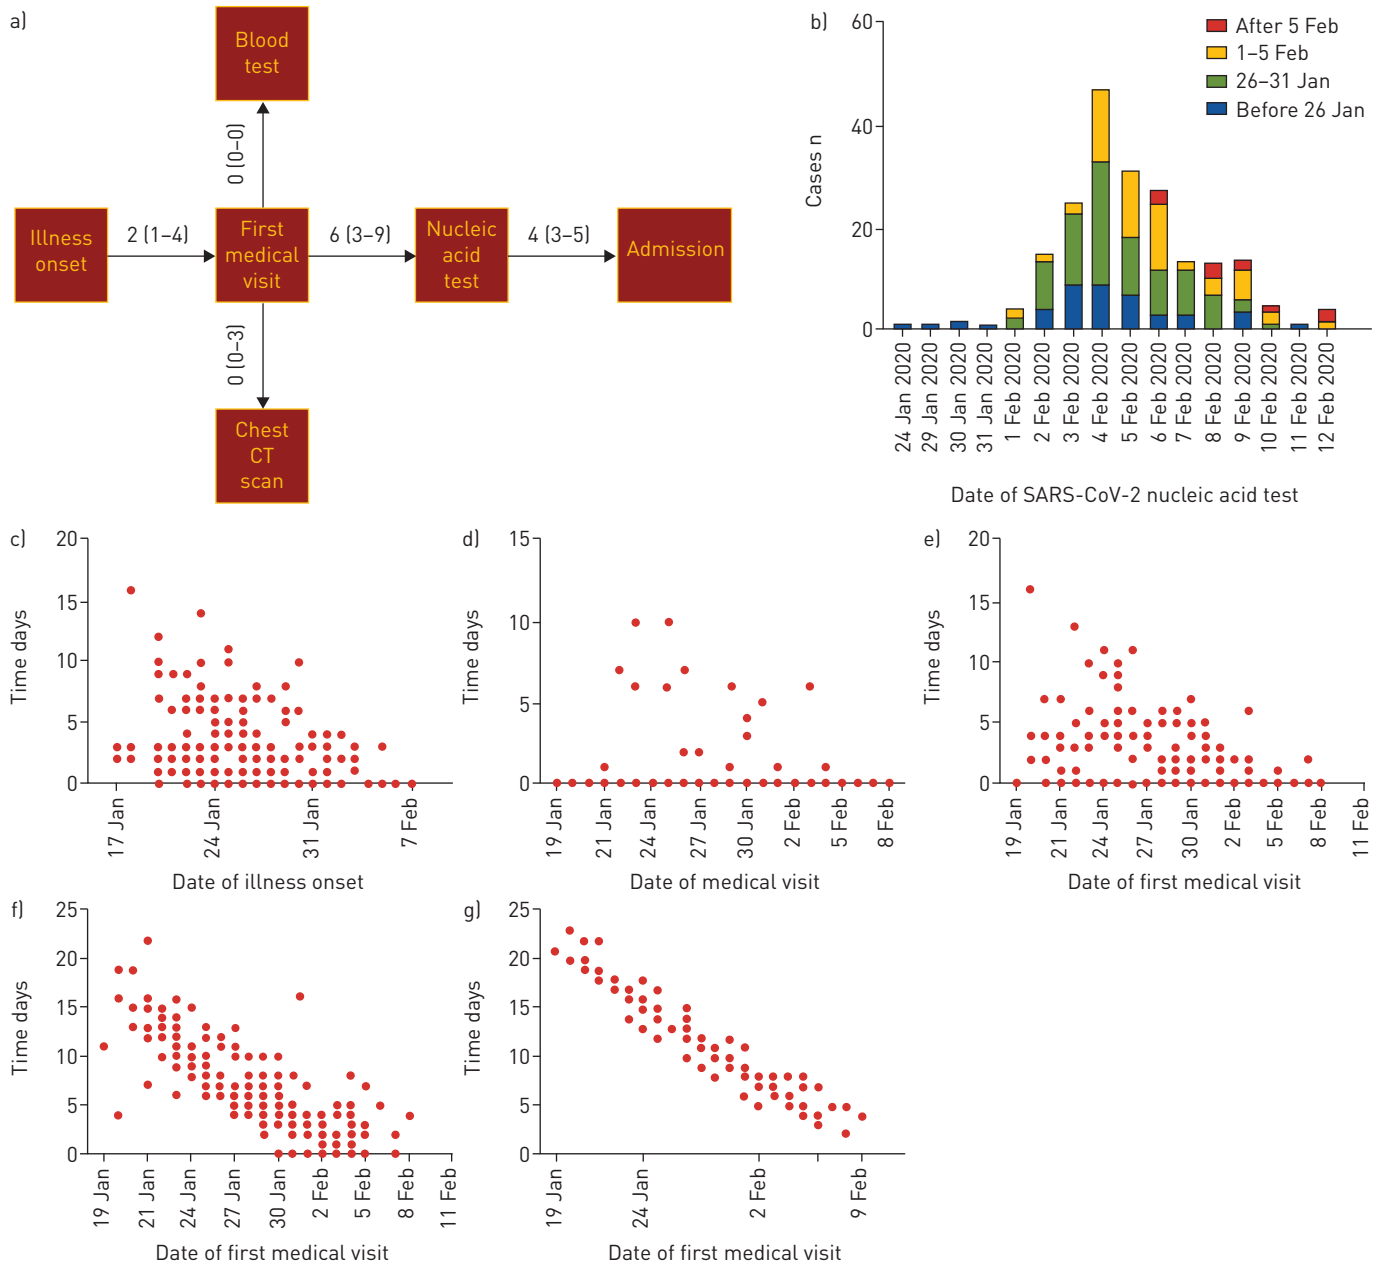 a)
Blood
test
0 (0–0)
Illness
onset
2 (1–4)
First
medical
visit
6 (3–9)
Nucleic
acid
test
4 (3–5)
Admission
0 (0–3)
Chest
CT
scan
b)
60
40
20
0
Cases n
After 5 Feb
1–5 Feb
26–31 Jan
Before 26 Jan
24 Jan 2020
29 Jan 2020
30 Jan 2020
31 Jan 2020
1 Feb 2020
2 Feb 2020
3 Feb 2020
4 Feb 2020
5 Feb 2020
6 Feb 2020
7 Feb 2020
8 Feb 2020
9 Feb 2020
10 Feb 2020
11 Feb 2020
12 Feb 2020
Date of SARS-CoV-2 nucleic acid test
c)
20
15
10
5
0
Time days
17 Jan
24 Jan
31 Jan
7 Feb
Date of illness onset
d)
15
10
5
0
Time days
19 Jan
21 Jan
24 Jan
27 Jan
30 Jan
2 Feb
5 Feb
8 Feb
Date of medical visit
e)
20
15
10
5
0
Time days
19 Jan
21 Jan
24 Jan
27 Jan
30 Jan
2 Feb
5 Feb
8 Feb
11 Feb
Date of first medical visit
f)
25
20
15
10
5
0
Time days
19 Jan
21 Jan
24 Jan
27 Jan
30 Jan
2 Feb
5 Feb
8 Feb
11 Feb
Date of first medical visit
g)
25
20
15
10
5
0
Time days
19 Jan
24 Jan
2 Feb
9 Feb
Date of first medical visit